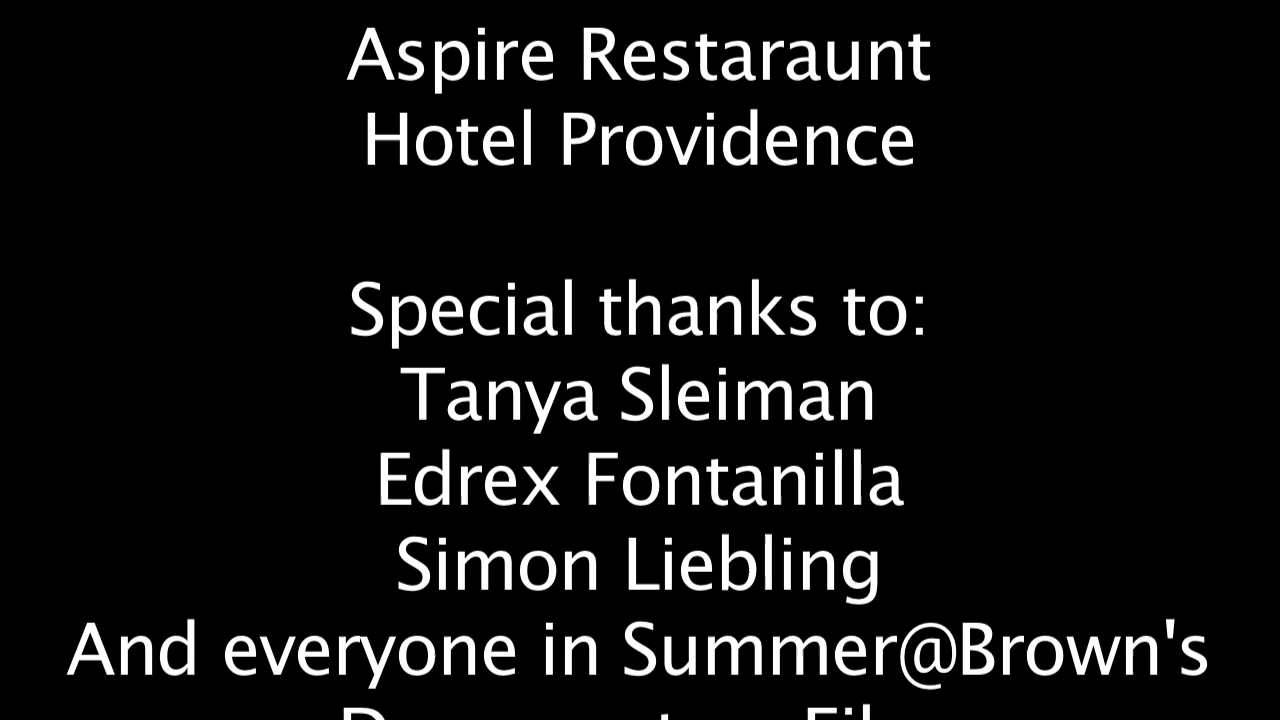 Aspire Restaraunt
Hotel Providence
Special thanks to:
Tanya Sleiman
Edrex Fontanilla
Simon Liebling
And everyone in Summer@Brown's